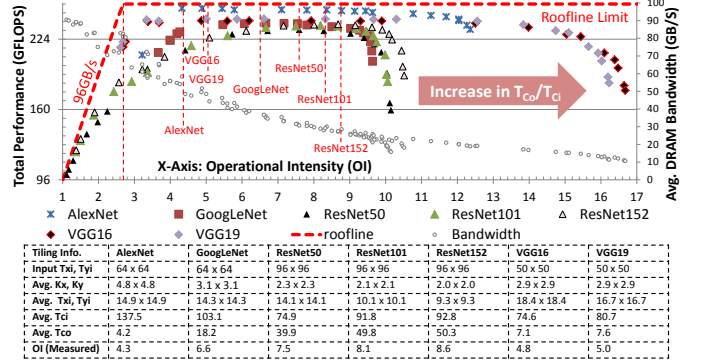 Total Performance (GFLOPS)
224
160
96
96GB/s
Roofline Limit
100
90
80
70
60
50
40
30
20
10
0
Avg. DRAM Bandwidth (GB/S)
VGG16
VGG19
AlexNet
GoogLeNet
ResNet50
ResNet101
ResNet152
Increase in TCo/TCi
X-Axis: Operational Intensity (OI)
1 2 3 4 5 6 7 8 9 10 11 12 13 14 15 16 17
AlexNet GoogLeNet ResNet50 ResNet101 ResNet152
VGG16 VGG19 roofline Bandwidth
Tiling Info. AlexNet GoogLeNet ResNet50 ResNet101 ResNet152 VGG16 VGG19
Input Txi, Tyi 64 x 64 64 x 64 96 x 96 96 x 96 96 x 96 50 x 50 50 x 50
Avg. Kx, Ky 4.8 x 4.8 3.1 x 3.1 2.3 x 2.3 2.1 x 2.1 2.0 x 2.0 2.9 x 2.9 2.9 x 2.9
Avg. Txi, Tyi 14.9 x 14.9 14.3 x 14.3 14.1 x 14.1 10.1 x 10.1 9.3 x 9.3 18.4 x 18.4 16.7 x 16.7
Avg. Tci 137.5 103.1 74.9 91.8 92.8 74.6 80.7
Avg. Tco 4.2 18.2 39.9 49.8 50.3 7.1 7.6
OI (Measured) 4.3 6.6 7.5 8.1 8.6 4.8 5.0